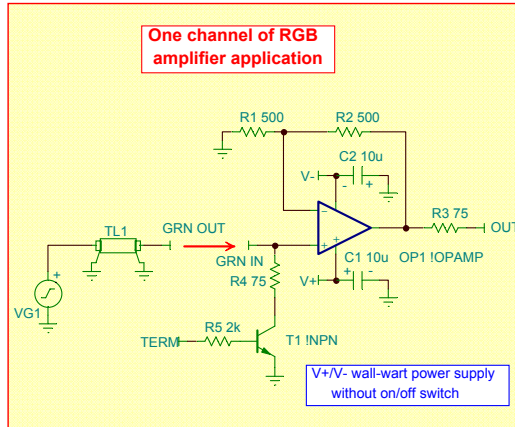 One channel of RGB
amplifier application
R1 500
R2 500
C2 10u
V-
-
+
TL1
GRN OUT
GRN IN
R3 75
OUT
OP1 !OPAMP
R4 75
C1 10u
V+
+
-
+
VG1
TERM
R5 2k
T1 !NPN
V+/V- wall-wart power supply
without on/off switch